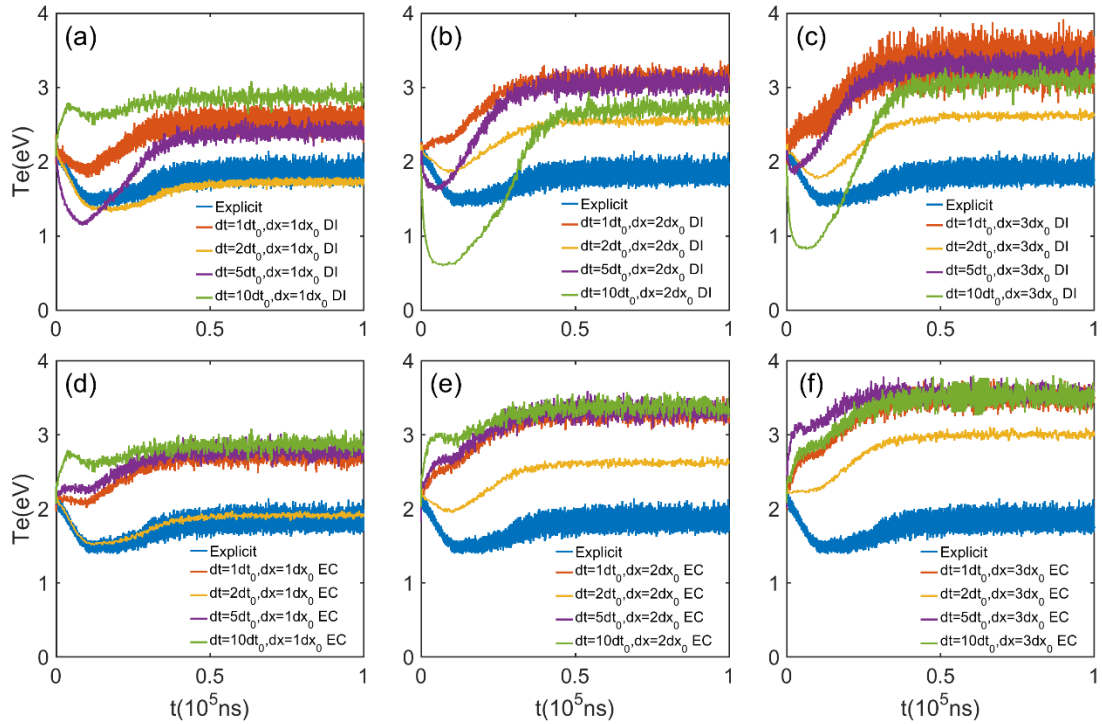 (a)
4
3
2
1
0
Te(eV)
Explicit
dt=1dt₀,dx=1dx₀ DI
dt=2dt₀,dx=1dx₀ DI
dt=5dt₀,dx=1dx₀ DI
dt=10dt₀,dx=1dx₀ DI
0 0.5 1
(b)
4
3
2
1
0
Explicit
dt=1dt₀,dx=2dx₀ DI
dt=2dt₀,dx=2dx₀ DI
dt=5dt₀,dx=2dx₀ DI
dt=10dt₀,dx=2dx₀ DI
0 0.5 1
(c)
4
3
2
1
0
Explicit
dt=1dt₀,dx=3dx₀ DI
dt=2dt₀,dx=3dx₀ DI
dt=5dt₀,dx=3dx₀ DI
dt=10dt₀,dx=3dx₀ DI
0 0.5 1
(d)
4
3
2
1
0
Te(eV)
Explicit
dt=1dt₀,dx=1dx₀ EC
dt=2dt₀,dx=1dx₀ EC
dt=5dt₀,dx=1dx₀ EC
dt=10dt₀,dx=1dx₀ EC
0 0.5 1
t(10⁵ns)
(e)
4
3
2
1
0
Explicit
dt=1dt₀,dx=2dx₀ EC
dt=2dt₀,dx=2dx₀ EC
dt=5dt₀,dx=2dx₀ EC
dt=10dt₀,dx=2dx₀ EC
0 0.5 1
t(10⁵ns)
(f)
4
3
2
1
0
Explicit
dt=1dt₀,dx=3dx₀ EC
dt=2dt₀,dx=3dx₀ EC
dt=5dt₀,dx=3dx₀ EC
dt=10dt₀,dx=3dx₀ EC
0 0.5 1
t(10⁵ns)